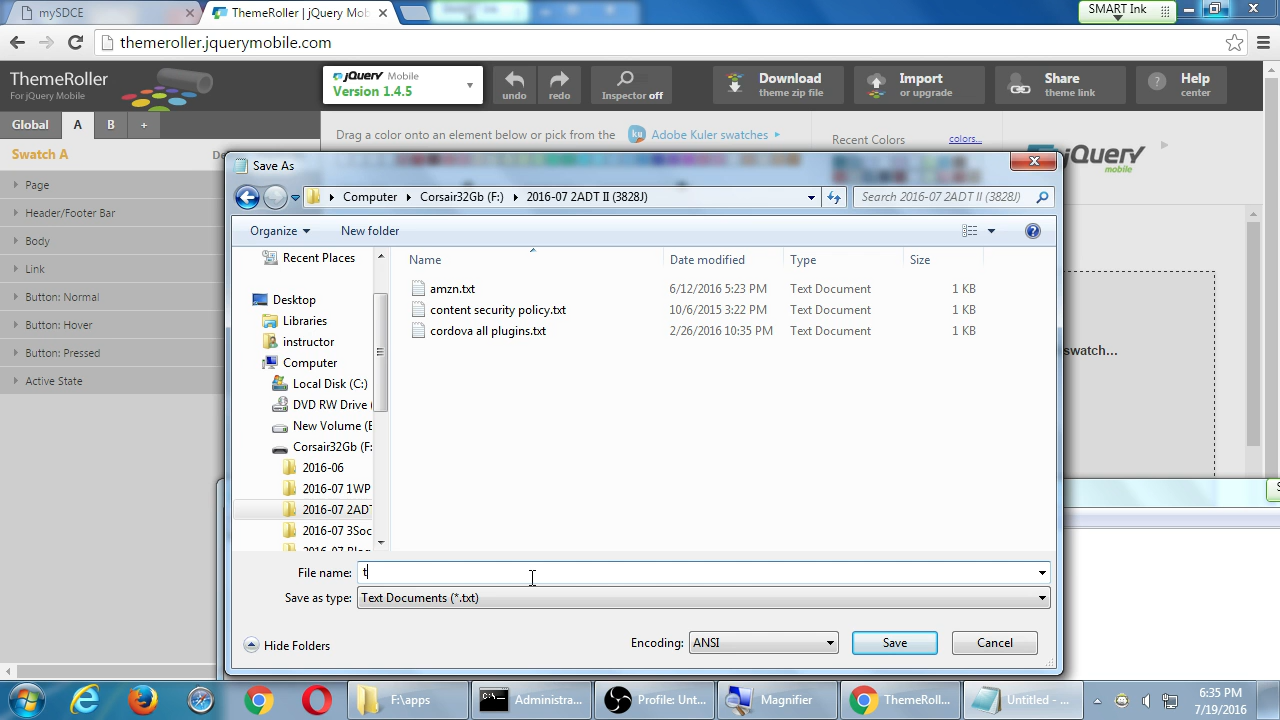 mySDCE
ThemeRoller | jQuery Mob
SMART Ink
themeroller.jquerymobile.com
ThemeRoller
For jQuery Mobile
jQuery Mobile
Version 1.4.5
undo
redo
Inspector off
Download
theme zip file
Import
or upgrade
Share
theme link
Help
center
Global
A
B
+
Drag a color onto an element below or pick from the
ku
Adobe Kuler swatches
Recent Colors
colors...
jQuery
mobile
Swatch A
Page
Header/Footer Bar
Body
Link
Button: Normal
Button: Hover
Button: Pressed
Active State
swatch...
Save As
Computer
Corsair32Gb (F:)
2016-07 2ADT II (3828J)
Search 2016-07 2ADT II (3828J)
Organize
New folder
Name
Date modified
Type
Size
amzn.txt
6/12/2016 5:23 PM
Text Document
1 KB
content security policy.txt
10/6/2015 3:22 PM
Text Document
1 KB
cordova all plugins.txt
2/26/2016 10:35 PM
Text Document
1 KB
Recent Places
Desktop
Libraries
instructor
Computer
Local Disk (C:)
DVD RW Drive (
New Volume (E
Corsair32Gb (F:
2016-06
2016-07 1WP
2016-07 2ADT
2016-07 3Soc
File name:
t
Save as type:
Text Documents (*.txt)
Hide Folders
Encoding:
ANSI
Save
Cancel
F:\apps
Administra...
Profile: Unt...
Magnifier
ThemeRoll...
Untitled - ...
6:35 PM
7/19/2016